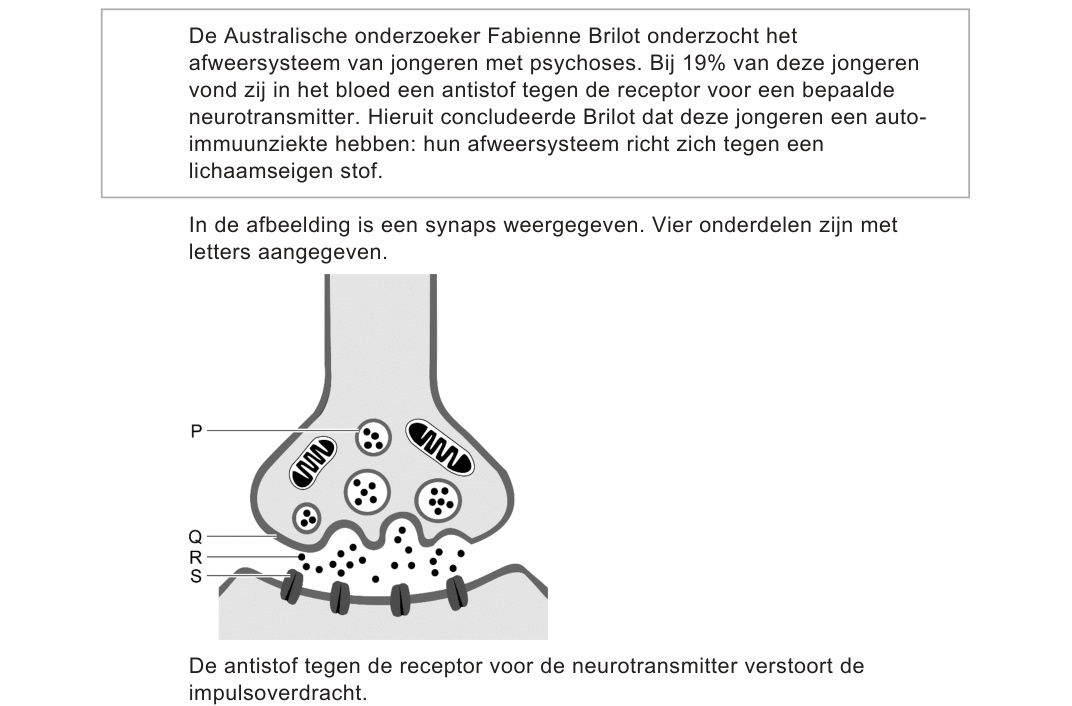 De Australische onderzoeker Fabienne Brilot onderzocht het
afweersysteem van jongeren met psychoses. Bij 19% van deze jongeren
vond zij in het bloed een antistof tegen de receptor voor een bepaalde
neurotransmitter. Hieruit concludeerde Brilot dat deze jongeren een auto-
immuunziekte hebben: hun afweersysteem richt zich tegen een
lichaamseigen stof.
In de afbeelding is een synaps weergegeven. Vier onderdelen zijn met
letters aangegeven.
P
Q
R
S
De antistof tegen de receptor voor de neurotransmitter verstoort de
impulsoverdracht.